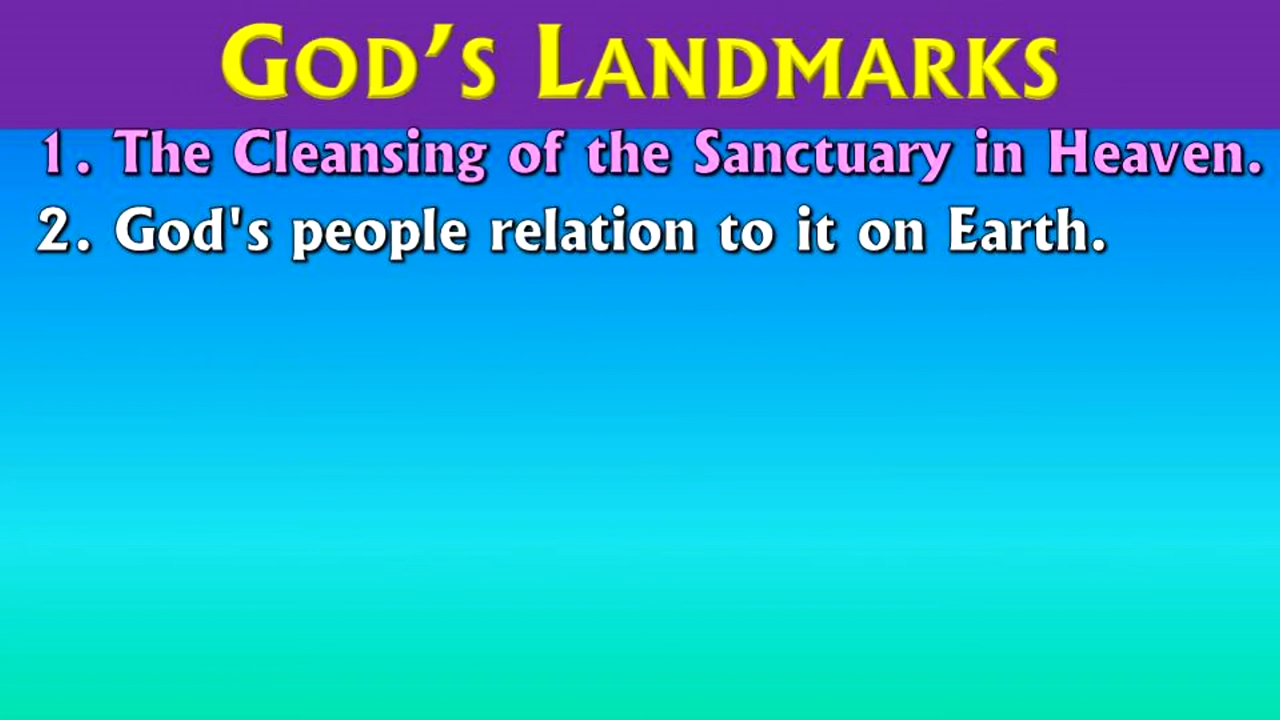 God’s Landmarks
1. The Cleansing of the Sanctuary in Heaven.
2. God's people relation to it on Earth.